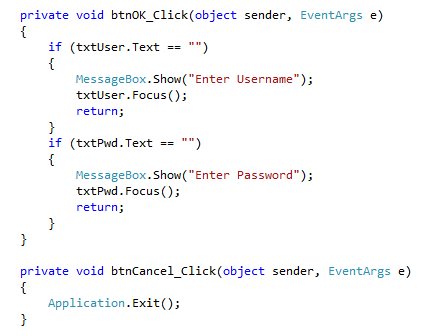 private void btnOK_Click(object sender, EventArgs e)
{
    if (txtUser.Text == "")
    {
        MessageBox.Show("Enter Username");
        txtUser.Focus();
        return;
    }
    if (txtPwd.Text == "")
    {
        MessageBox.Show("Enter Password");
        txtPwd.Focus();
        return;
    }
}

private void btnCancel_Click(object sender, EventArgs e)
{
    Application.Exit();
}